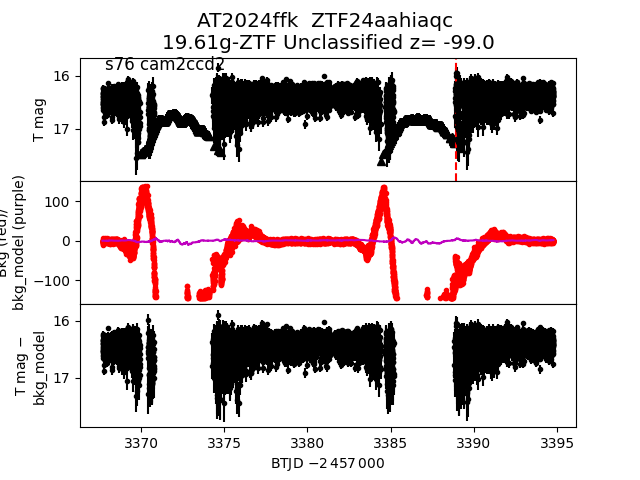 AT2024ffk  ZTF24aahiaqc
19.61g-ZTF Unclassified z= -99.0
s76 cam2ccd2
16
17
T mag
100
0
−100
Bkg (red)/
bkg_model (purple)
16
17
T mag −
bkg_model
3370 3375 3380 3385 3390 3395
BTJD −2 457 000